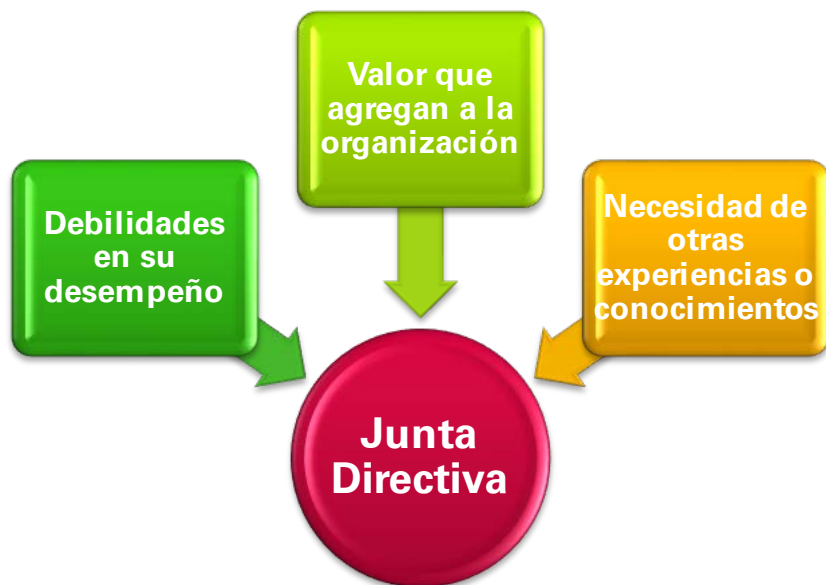 Valor que
agregan a la
organización
Debilidades
en su
desempeño
Necesidad de
otras
experiencias o
conocimientos
Junta
Directiva